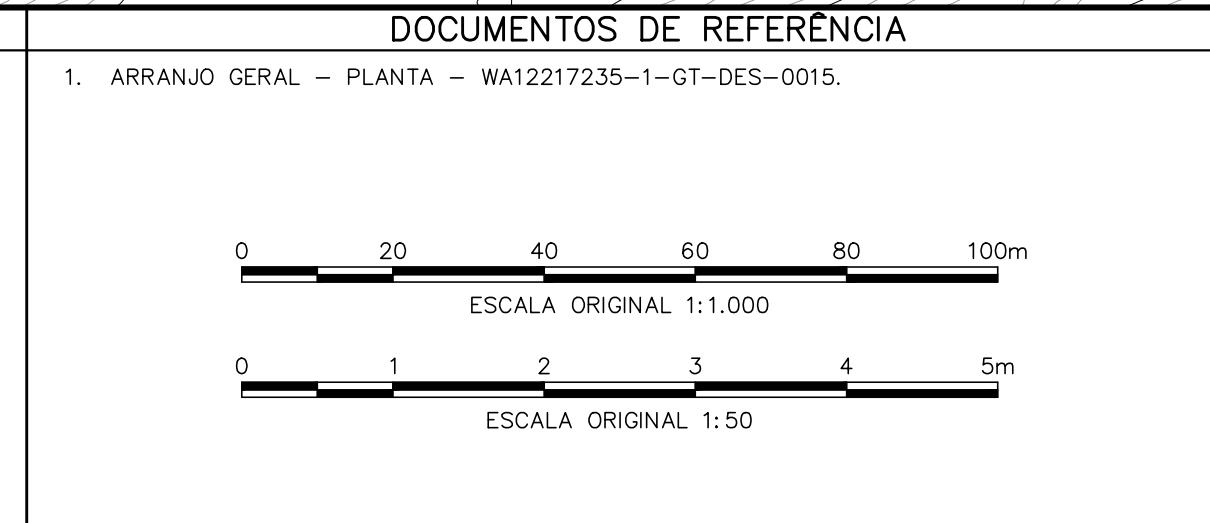 DOCUMENTOS DE REFERÊNCIA
1. ARRANJO GERAL – PLANTA – WA12217235-1-GT-DES-0015.
0 20 40 60 80 100m
ESCALA ORIGINAL 1:1.000
0 1 2 3 4 5m
ESCALA ORIGINAL 1:50